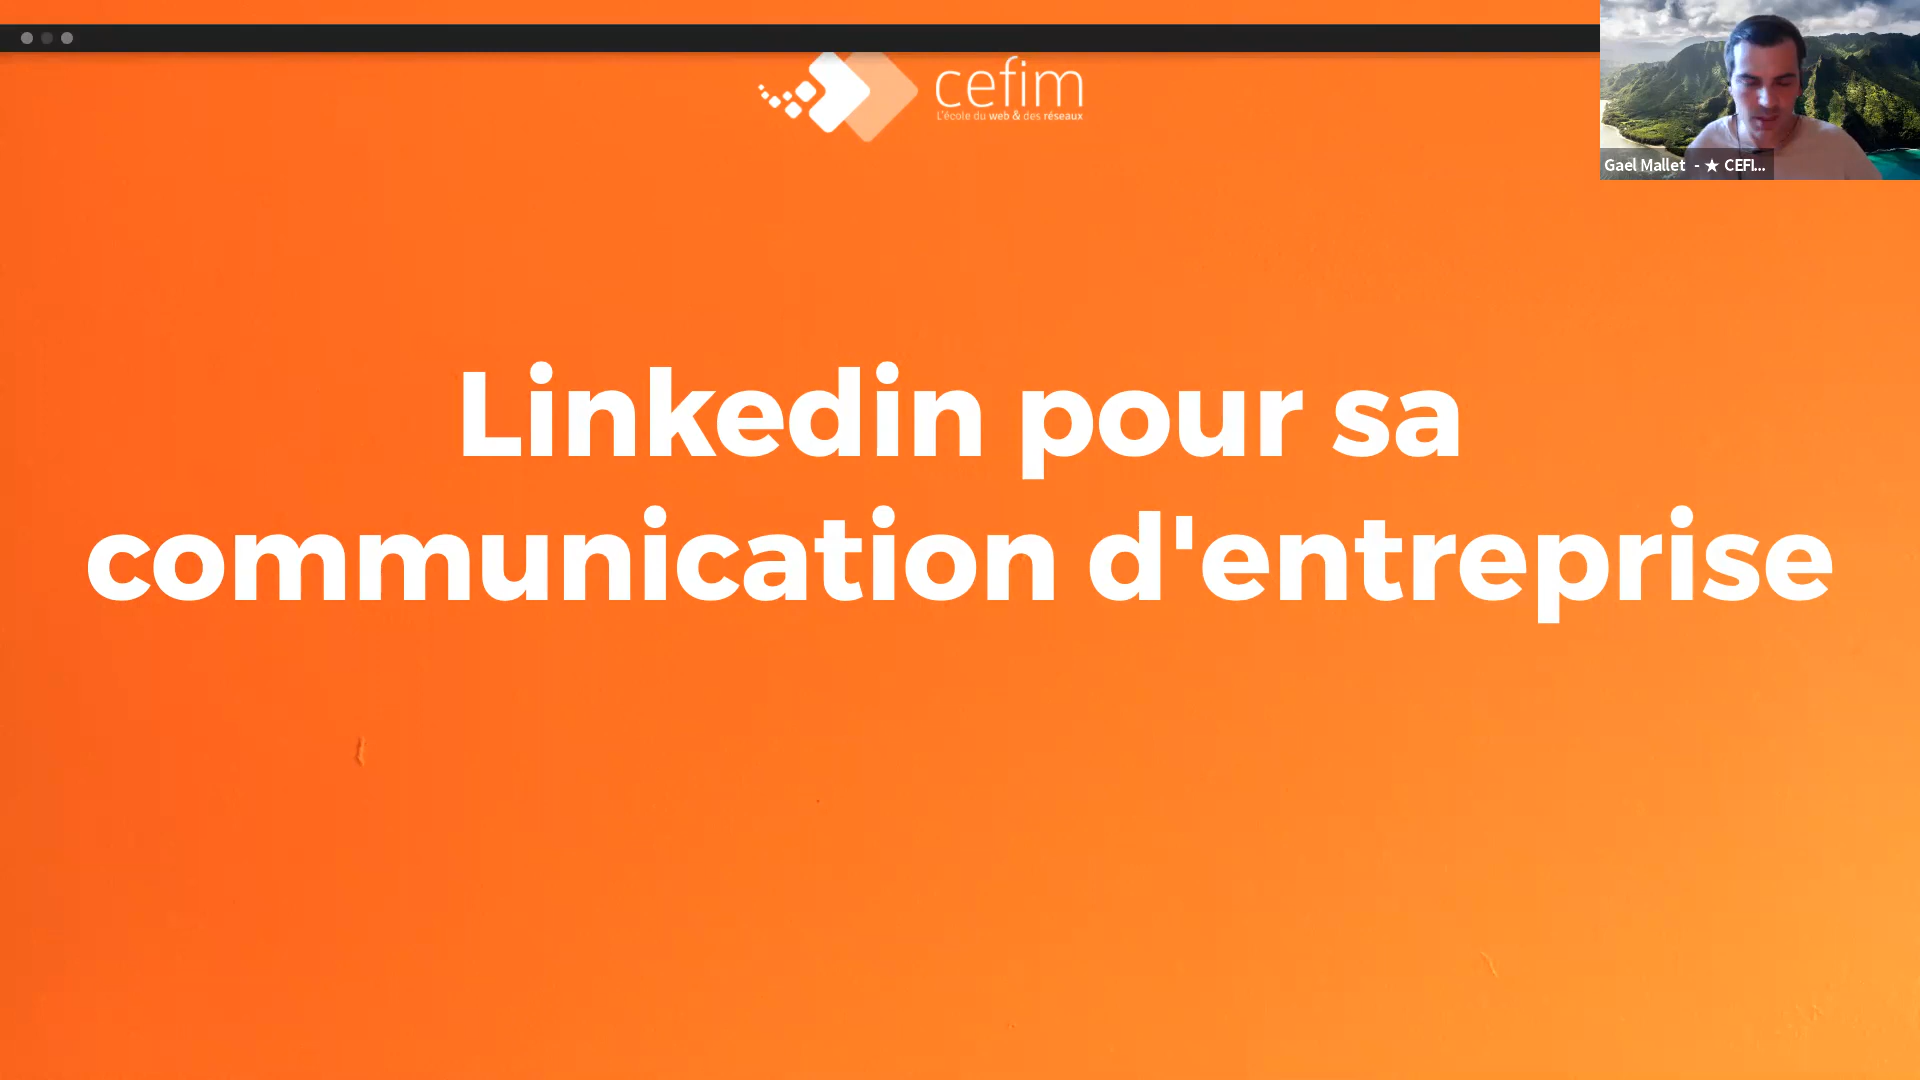 cefim
L'école du web & des réseaux
Gael Mallet - ★ CEFI...
Linkedin pour sa
communication d'entreprise